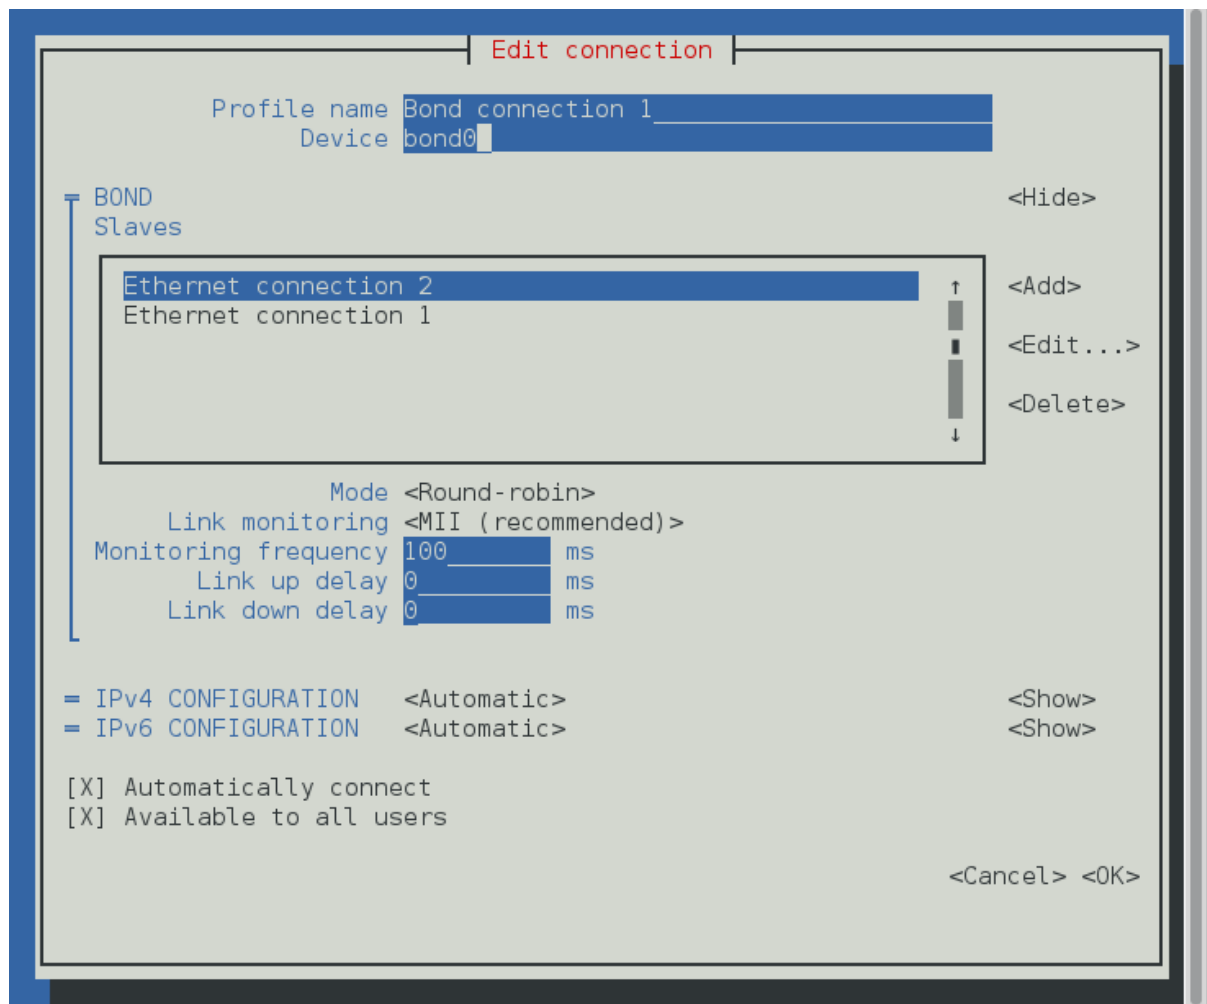 Edit connection
Profile name Bond connection 1
Device bond0
BOND <Hide>
Slaves
Ethernet connection 2 ↑ <Add>
Ethernet connection 1
<Edit...>
<Delete>
↓
Mode <Round-robin>
Link monitoring <MII (recommended)>
Monitoring frequency 100 ms
Link up delay 0 ms
Link down delay 0 ms
= IPv4 CONFIGURATION <Automatic> <Show>
= IPv6 CONFIGURATION <Automatic> <Show>
[X] Automatically connect
[X] Available to all users
<Cancel> <OK>